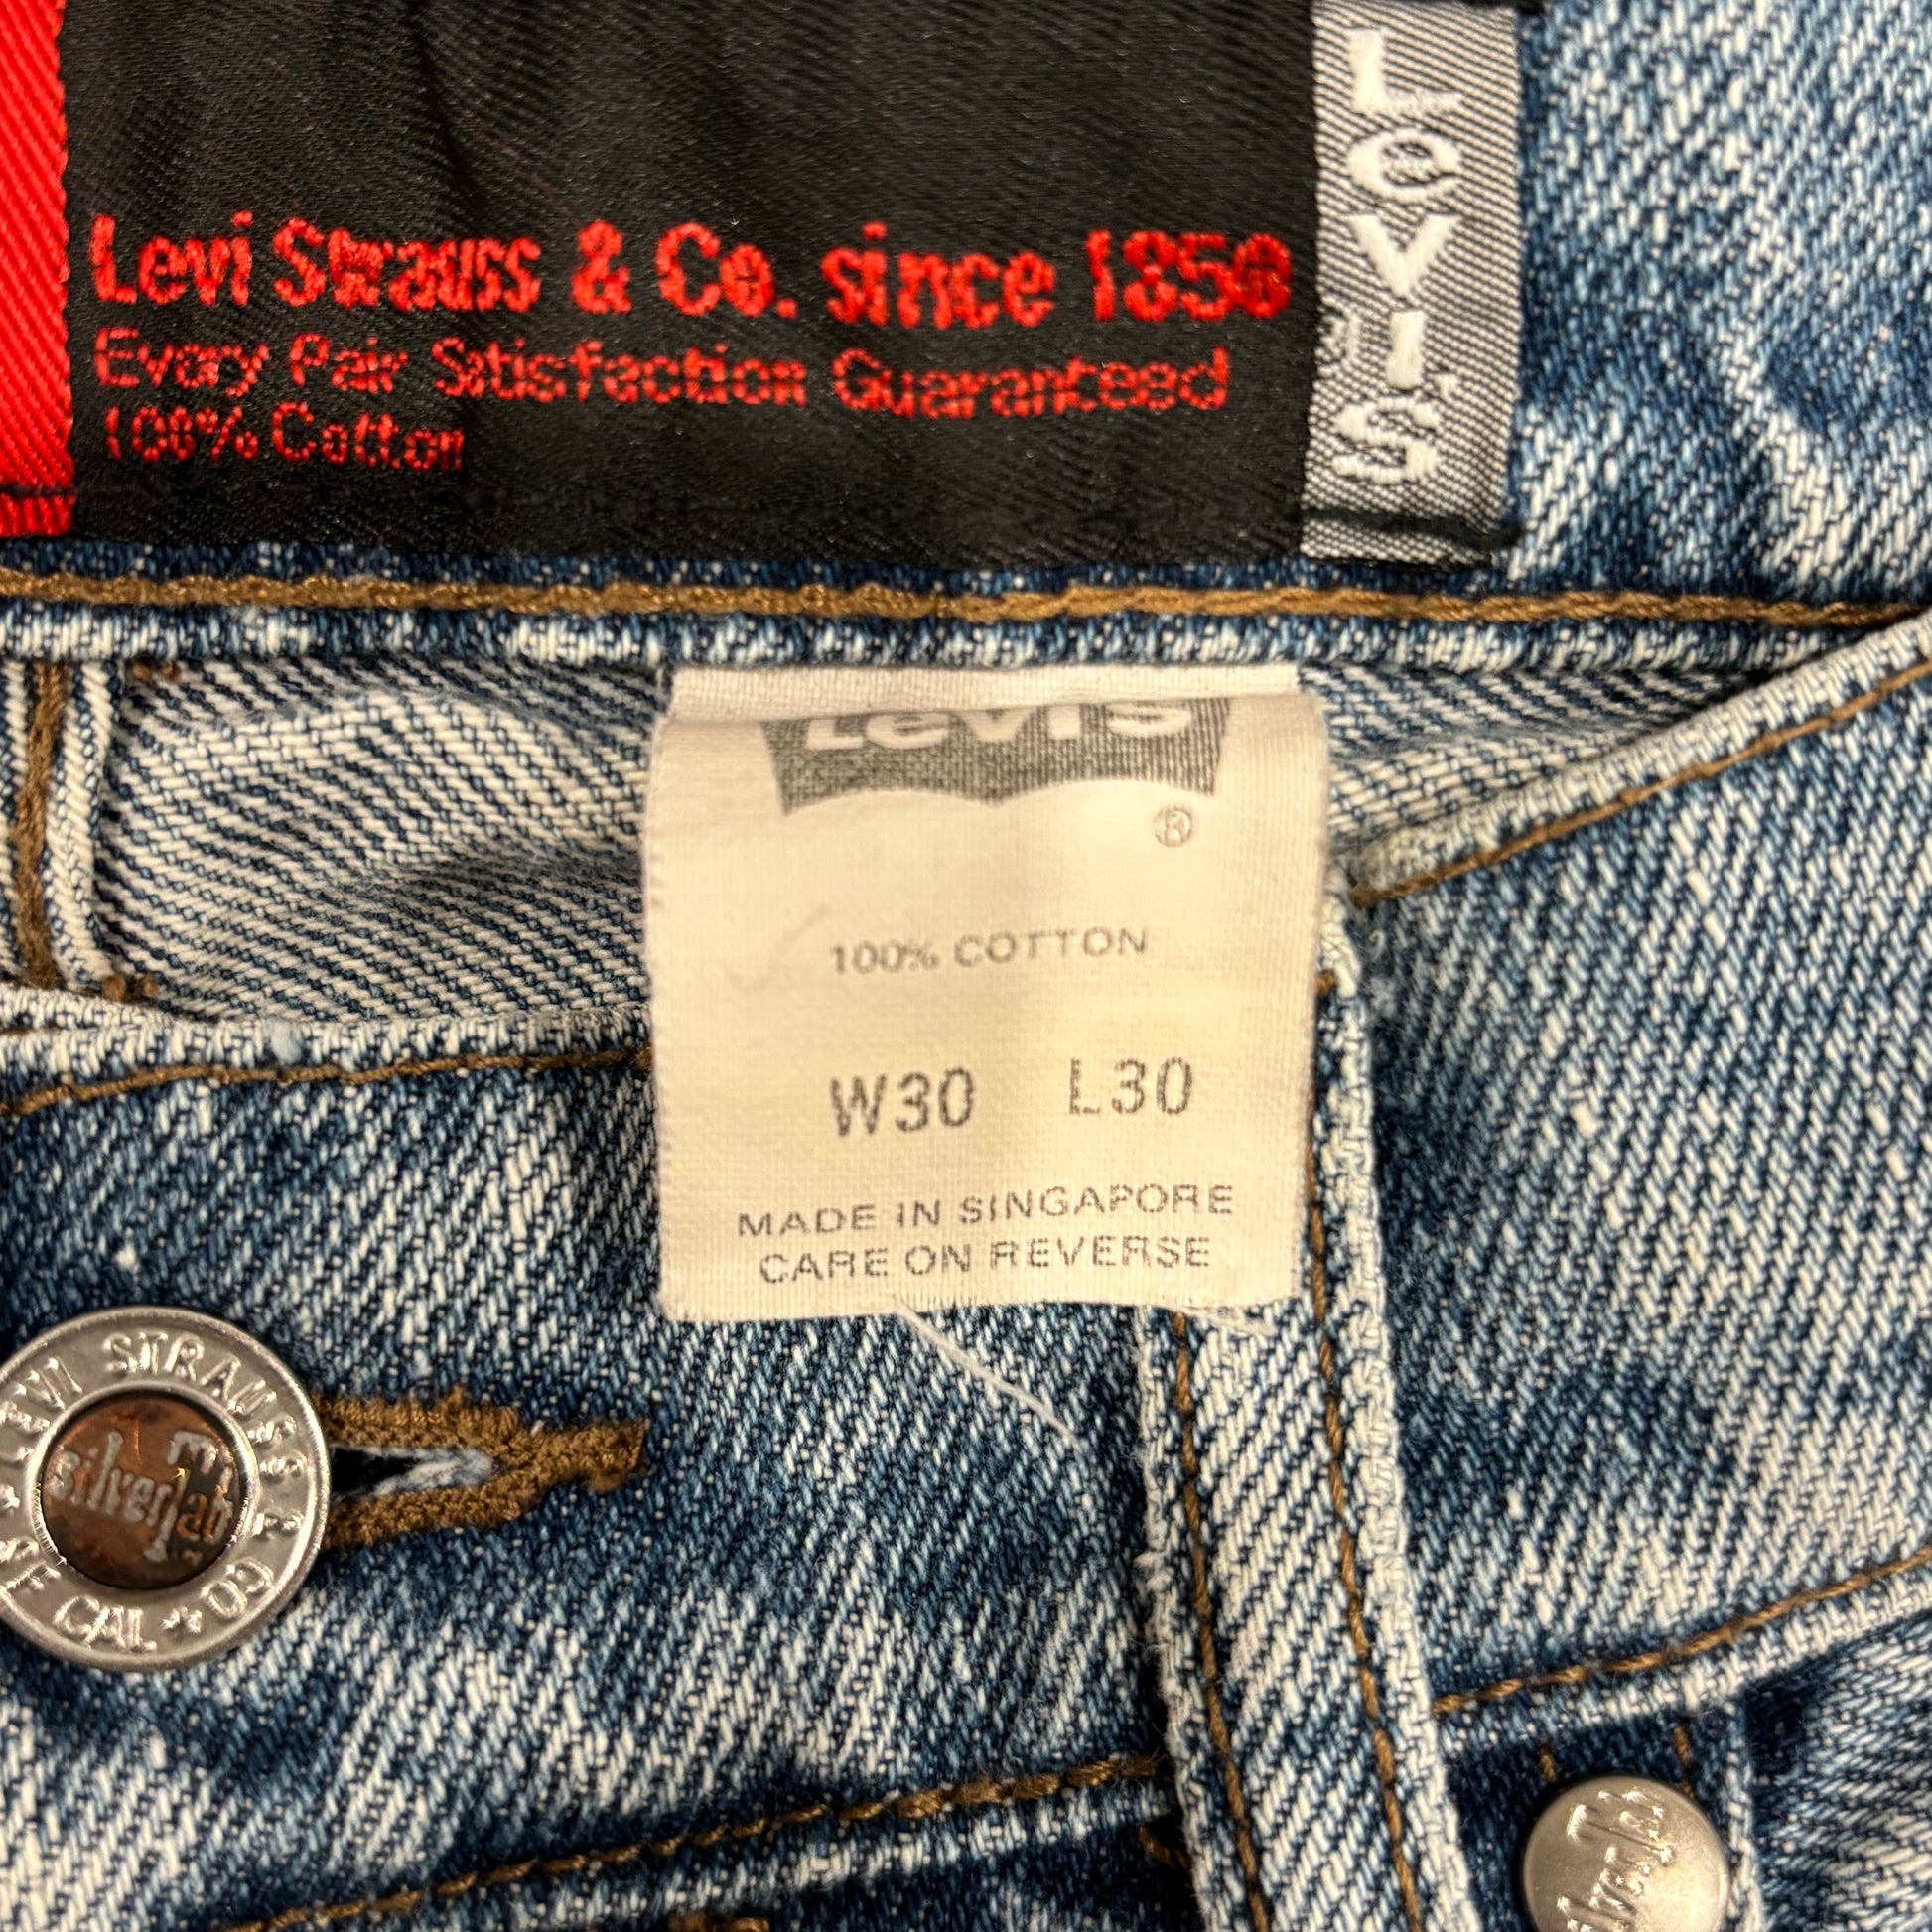 Levi Strauss & Co. since 1850
Every Pair Satisfaction Guaranteed
100% Cotton
LEVI'S
LEVI'S
®
100% COTTON
W30 L30
MADE IN SINGAPORE
CARE ON REVERSE
LEVI STRAUSS & CO
S.F. CAL
silverTab
silverTab